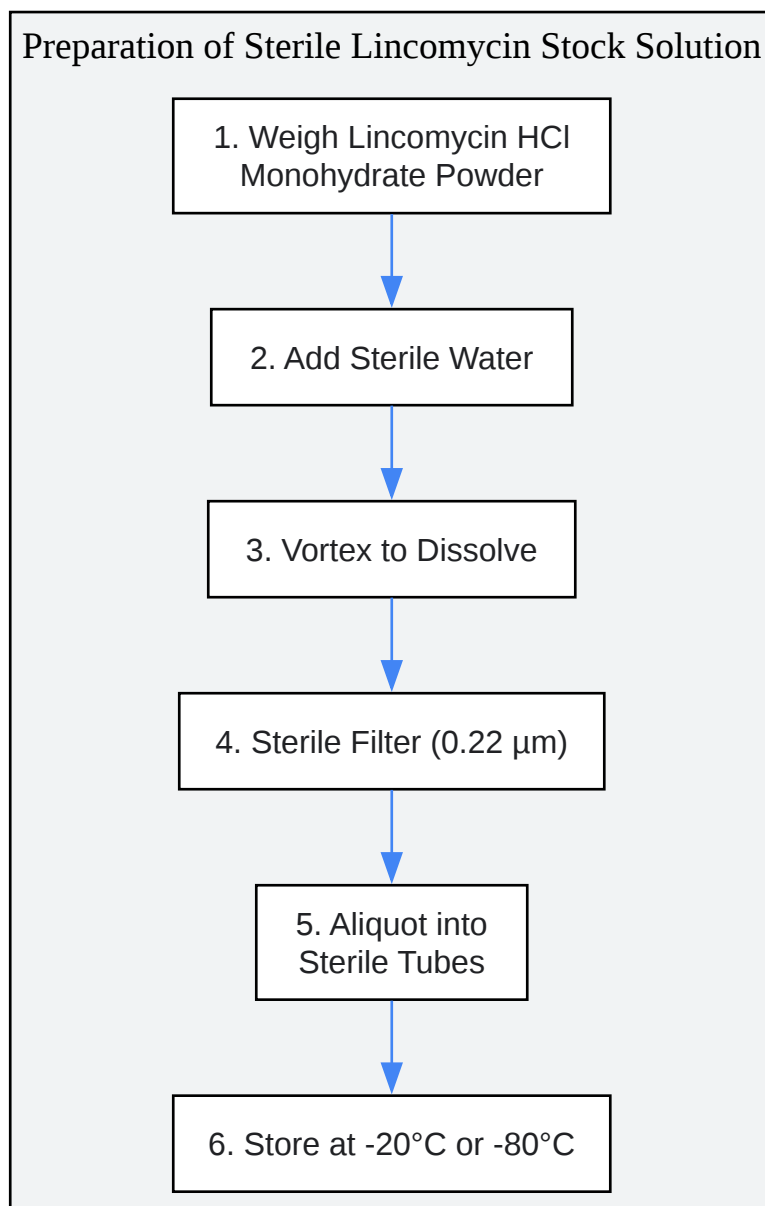 Preparation of Sterile Lincomycin Stock Solution
1. Weigh Lincomycin HCl
Monohydrate Powder
2. Add Sterile Water
3. Vortex to Dissolve
4. Sterile Filter (0.22 µm)
5. Aliquot into
Sterile Tubes
6. Store at -20°C or -80°C